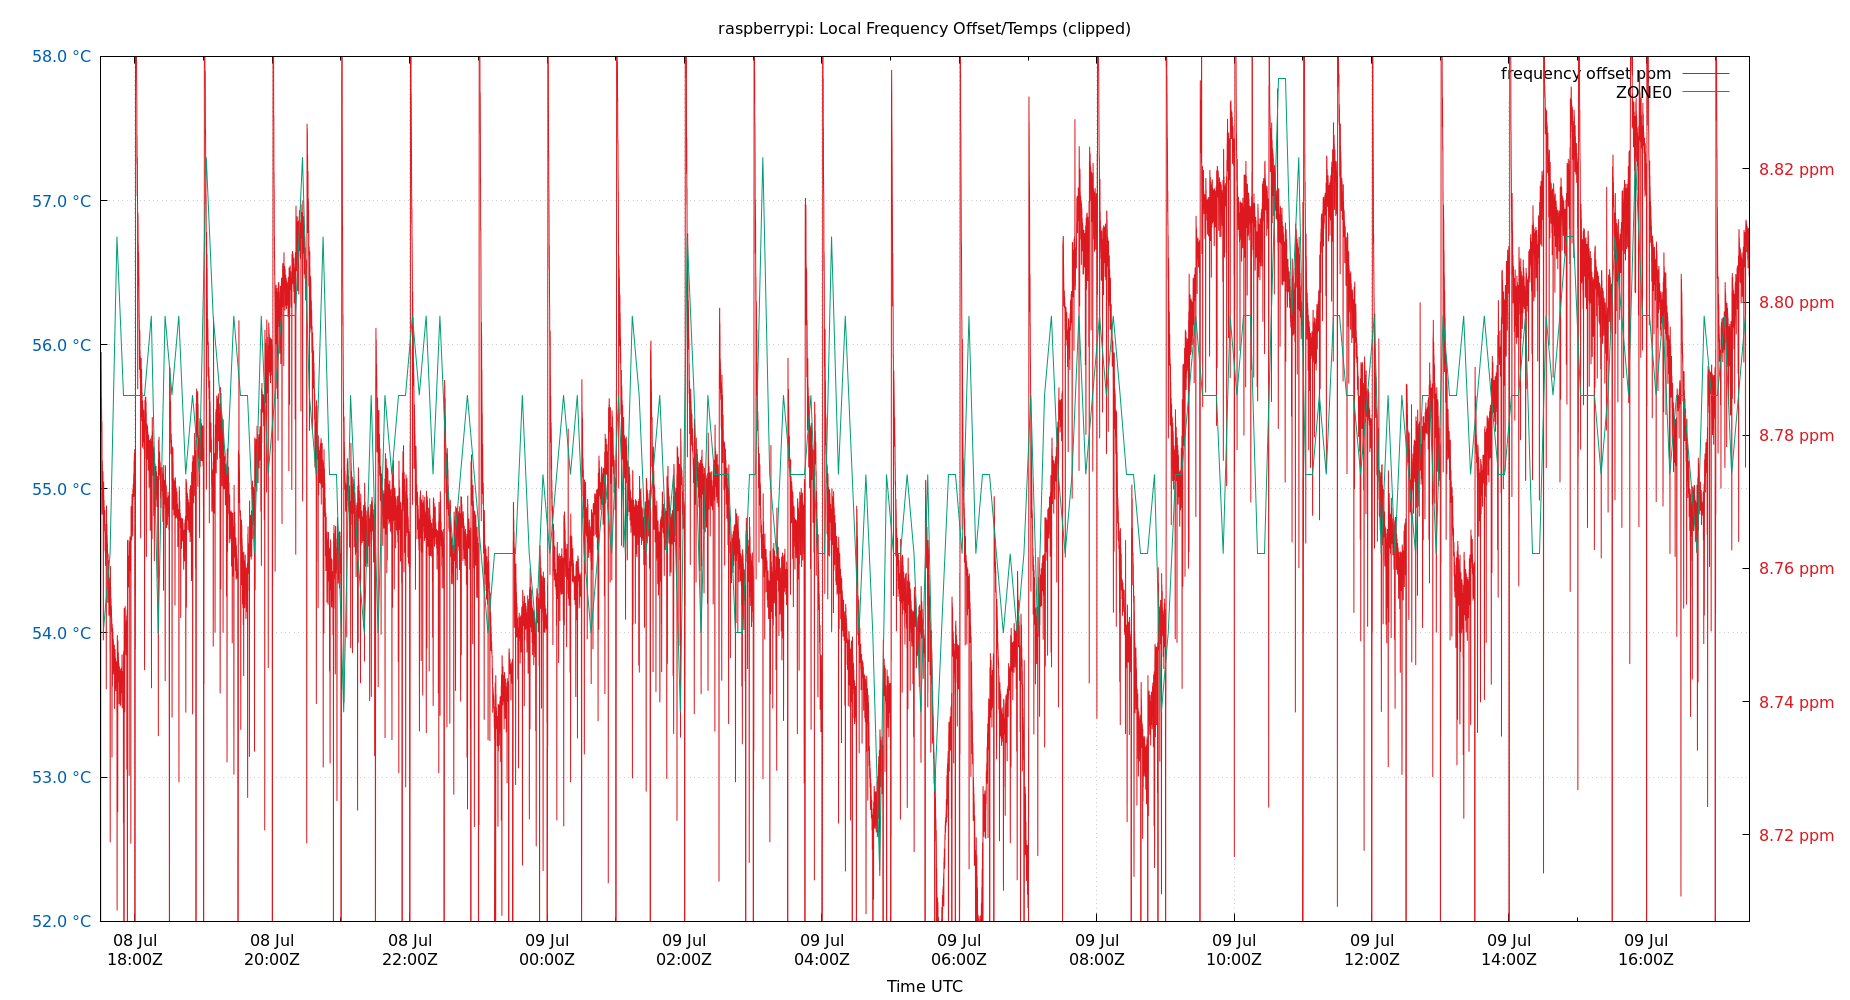 raspberrypi: Local Frequency Offset/Temps (clipped)
frequency offset ppm
ZONE0
58.0 °C
57.0 °C
56.0 °C
55.0 °C
54.0 °C
53.0 °C
52.0 °C
8.82 ppm
8.80 ppm
8.78 ppm
8.76 ppm
8.74 ppm
8.72 ppm
08 Jul
18:00Z
08 Jul
20:00Z
08 Jul
22:00Z
09 Jul
00:00Z
09 Jul
02:00Z
09 Jul
04:00Z
09 Jul
06:00Z
09 Jul
08:00Z
09 Jul
10:00Z
09 Jul
12:00Z
09 Jul
14:00Z
09 Jul
16:00Z
Time UTC